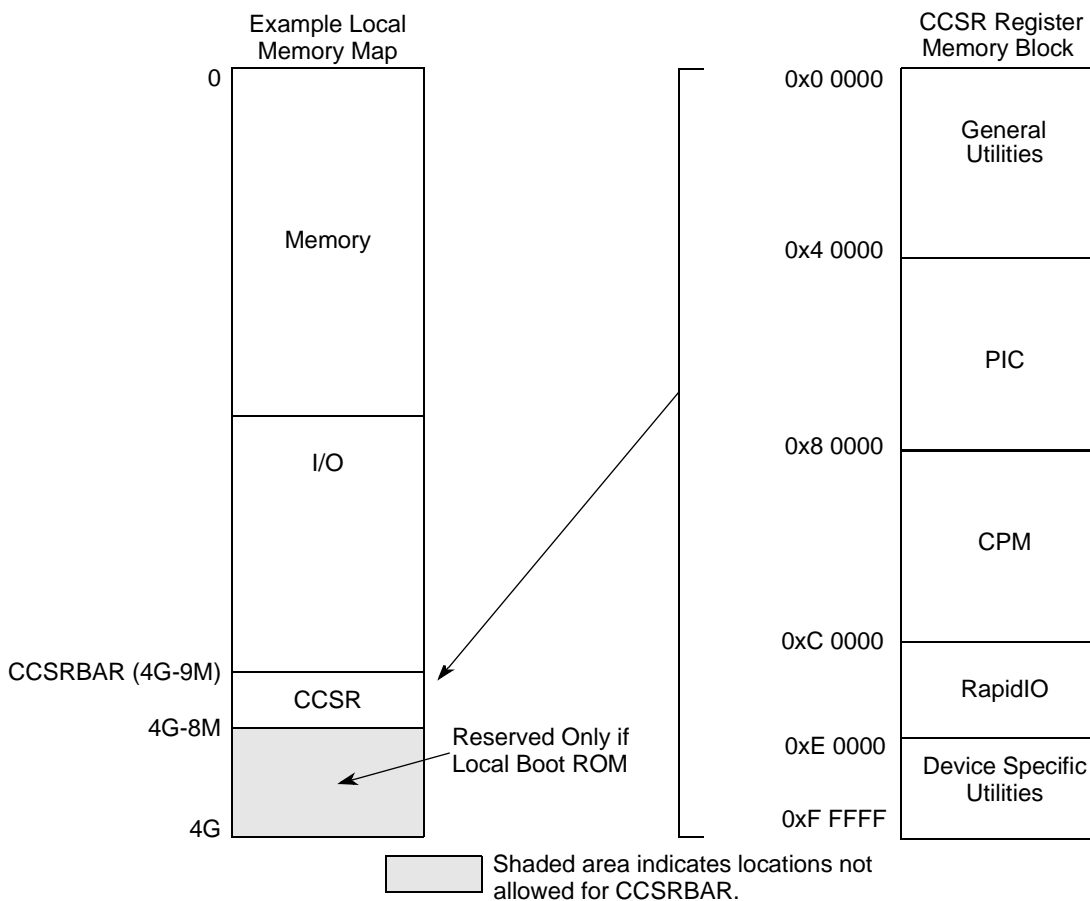 Example Local
Memory Map
0
Memory
I/O
CCSRBAR (4G-9M)
CCSR
4G-8M
Reserved Only if
Local Boot ROM
4G
CCSR Register
Memory Block
0x0 0000
General
Utilities
0x4 0000
PIC
0x8 0000
CPM
0xC 0000
RapidIO
0xE 0000
Device Specific
Utilities
0xF FFFF
Shaded area indicates locations not
allowed for CCSRBAR.